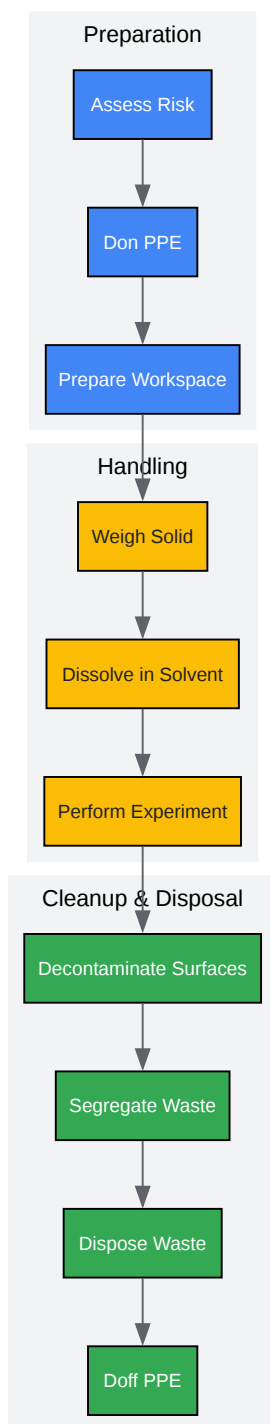 Preparation
Assess Risk
Don PPE
Prepare Workspace
Handling
Weigh Solid
Dissolve in Solvent
Perform Experiment
Cleanup & Disposal
Decontaminate Surfaces
Segregate Waste
Dispose Waste
Doff PPE